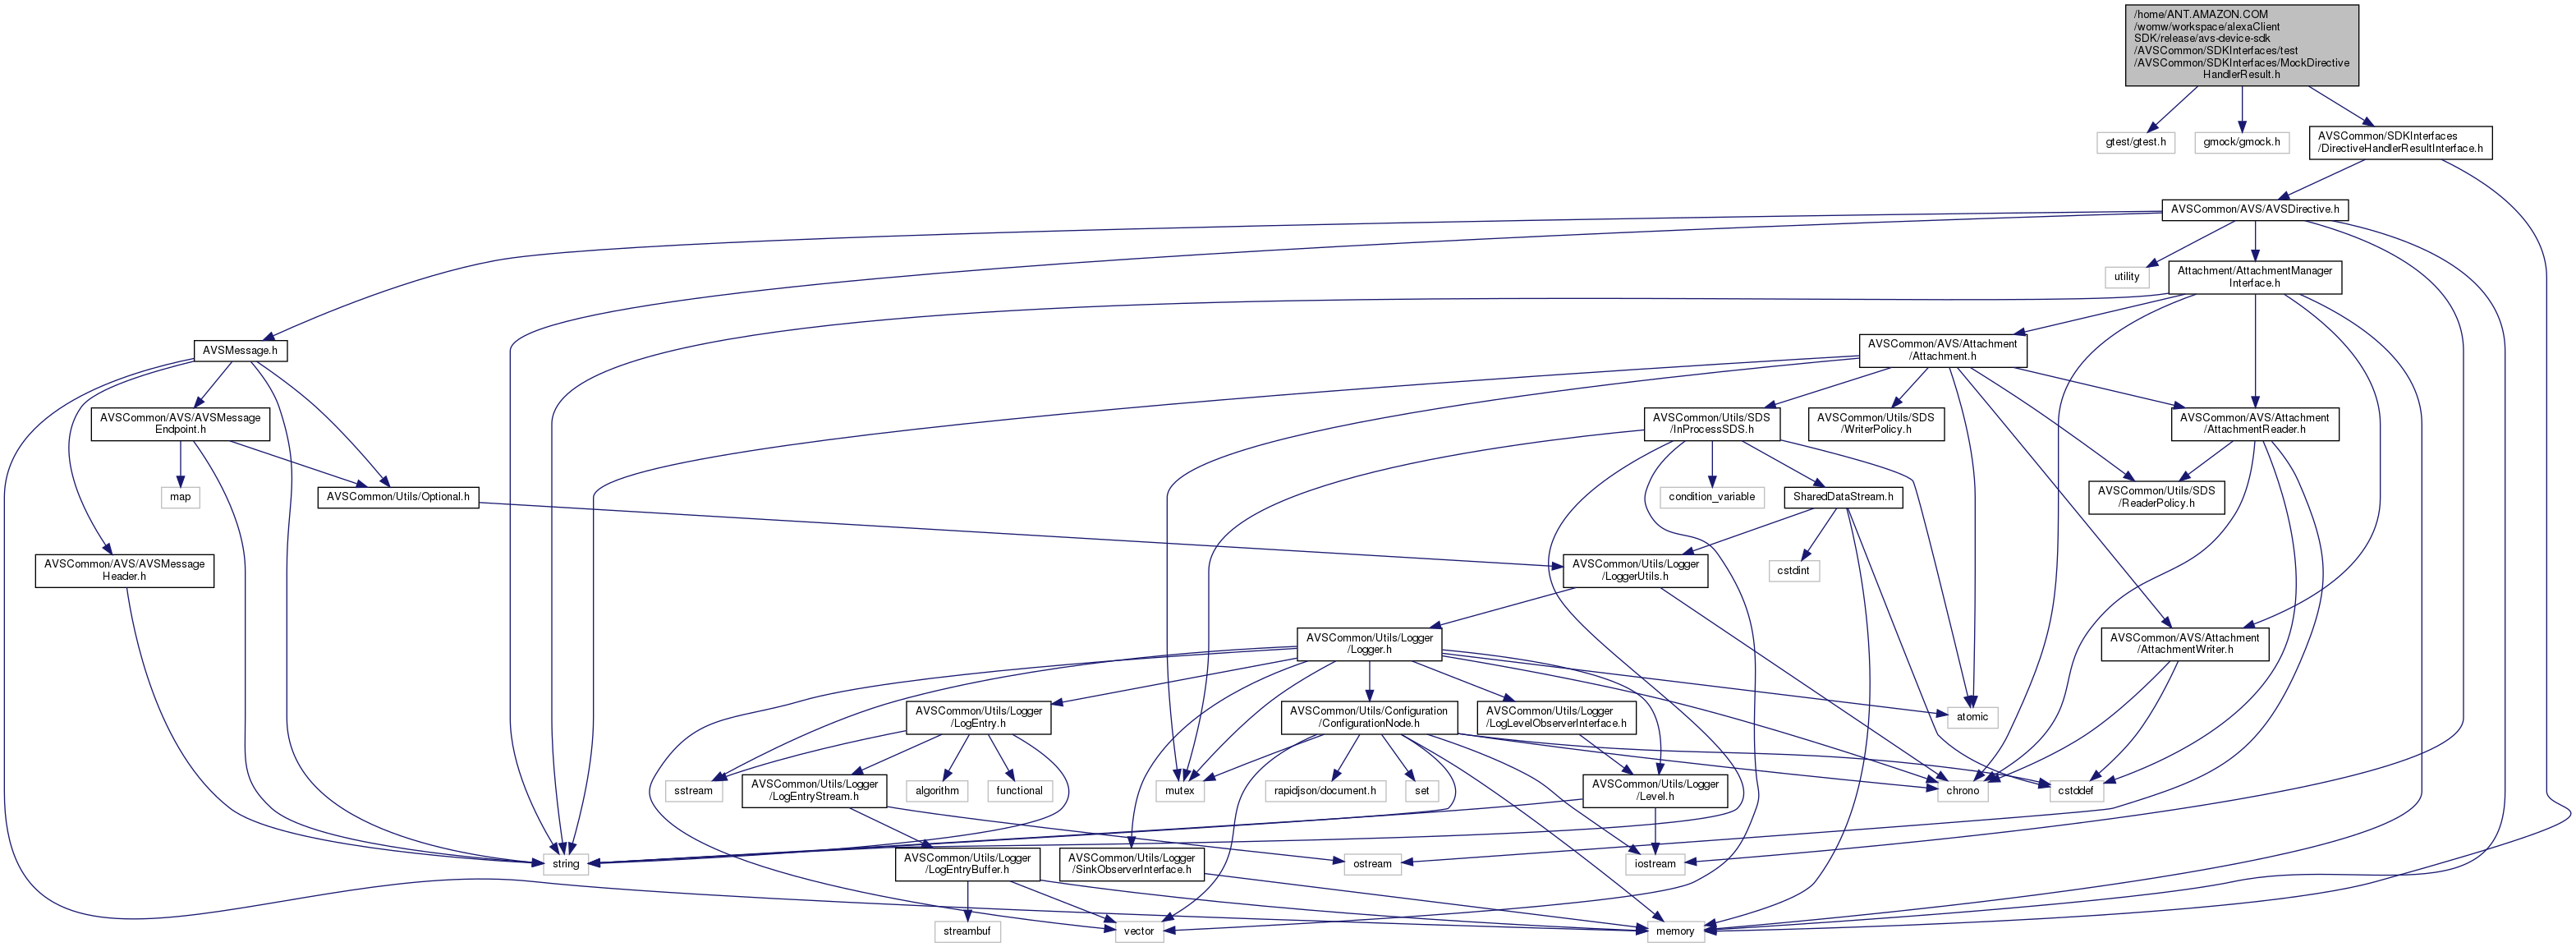 /home/ANT.AMAZON.COM
/womw/workspace/alexaClient
SDK/release/avs-device-sdk
/AVSCommon/SDKInterfaces/test
/AVSCommon/SDKInterfaces/MockDirective
HandlerResult.h
gtest/gtest.h
gmock/gmock.h
AVSCommon/SDKInterfaces
/DirectiveHandlerResultInterface.h
AVSCommon/AVS/AVSDirective.h
utility
Attachment/AttachmentManager
Interface.h
AVSMessage.h
AVSCommon/AVS/Attachment
/Attachment.h
AVSCommon/AVS/AVSMessage
Endpoint.h
AVSCommon/Utils/SDS
/InProcessSDS.h
AVSCommon/Utils/SDS
/WriterPolicy.h
AVSCommon/AVS/Attachment
/AttachmentReader.h
map
AVSCommon/Utils/Optional.h
condition_variable
SharedDataStream.h
AVSCommon/Utils/SDS
/ReaderPolicy.h
AVSCommon/AVS/AVSMessage
Header.h
AVSCommon/Utils/Logger
/LoggerUtils.h
cstdint
AVSCommon/Utils/Logger
/Logger.h
AVSCommon/AVS/Attachment
/AttachmentWriter.h
AVSCommon/Utils/Logger
/LogEntry.h
AVSCommon/Utils/Configuration
/ConfigurationNode.h
AVSCommon/Utils/Logger
/LogLevelObserverInterface.h
atomic
sstream
AVSCommon/Utils/Logger
/LogEntryStream.h
algorithm
functional
mutex
rapidjson/document.h
set
AVSCommon/Utils/Logger
/Level.h
chrono
cstddef
string
AVSCommon/Utils/Logger
/LogEntryBuffer.h
AVSCommon/Utils/Logger
/SinkObserverInterface.h
ostream
iostream
streambuf
vector
memory